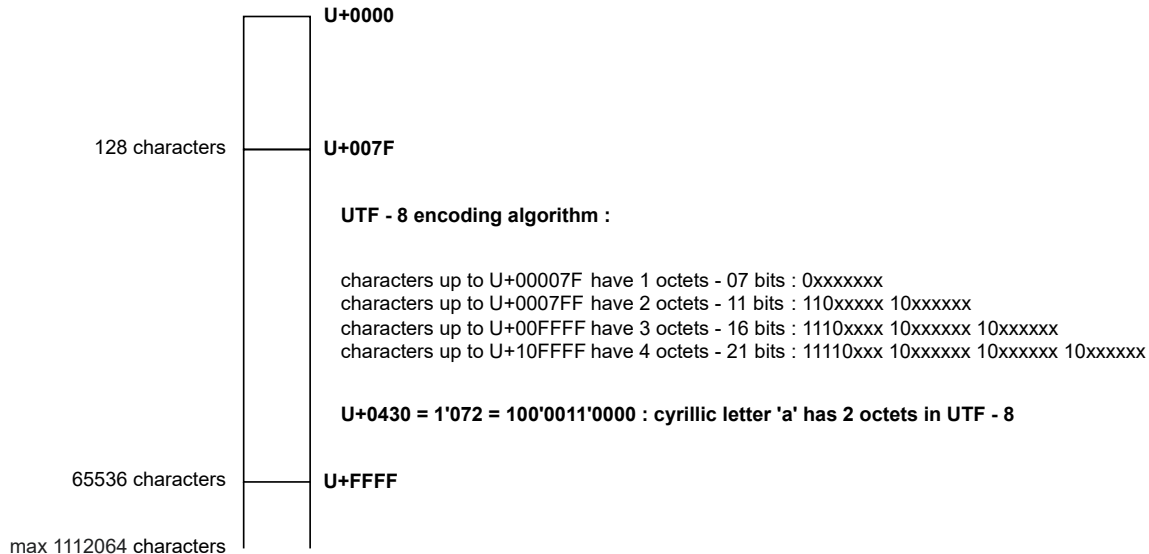 U+0000
128 characters
U+007F
UTF - 8 encoding algorithm :
characters up to U+00007F have 1 octets - 07 bits : 0xxxxxxx
characters up to U+0007FF have 2 octets - 11 bits : 110xxxxx 10xxxxxx
characters up to U+00FFFF have 3 octets - 16 bits : 1110xxxx 10xxxxxx 10xxxxxx
characters up to U+10FFFF have 4 octets - 21 bits : 11110xxx 10xxxxxx 10xxxxxx 10xxxxxx
U+0430 = 1'072 = 100'0011'0000 : cyrillic letter 'a' has 2 octets in UTF - 8
65536 characters
U+FFFF
max 1112064 characters